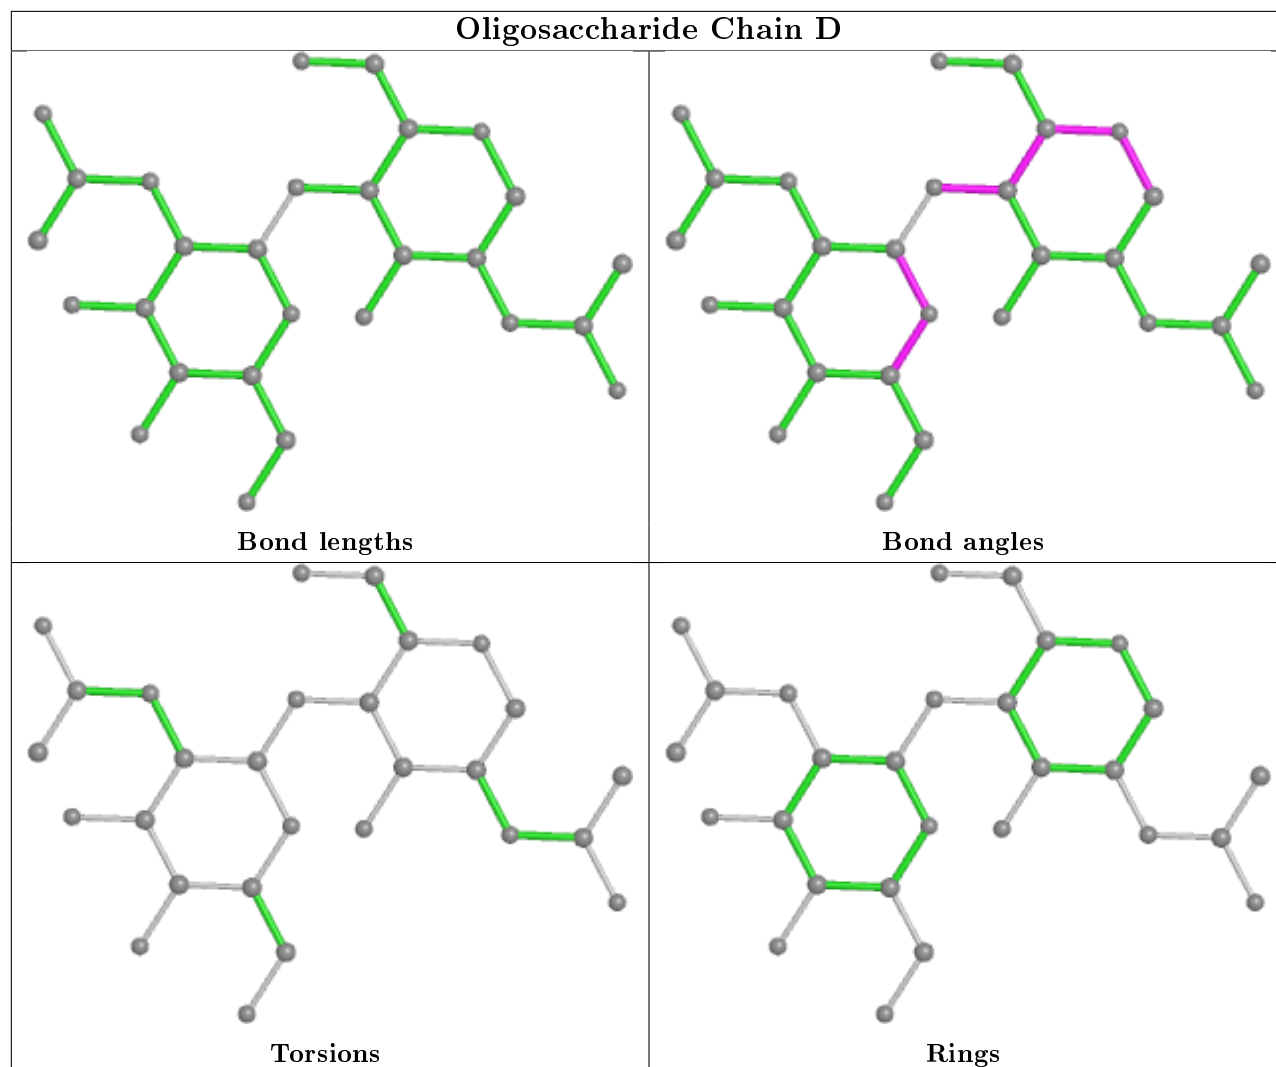 Oligosaccharide Chain D
Bond lengths
Bond angles
Torsions
Rings